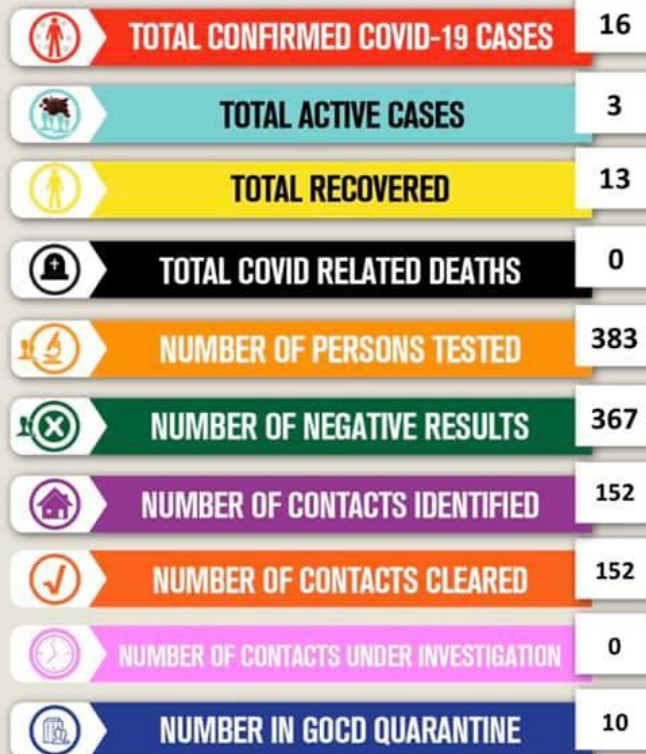 TOTAL CONFIRMED COVID-19 CASES 16
TOTAL ACTIVE CASES 3
TOTAL RECOVERED 13
TOTAL COVID RELATED DEATHS 0
NUMBER OF PERSONS TESTED 383
NUMBER OF NEGATIVE RESULTS 367
NUMBER OF CONTACTS IDENTIFIED 152
NUMBER OF CONTACTS CLEARED 152
NUMBER OF CONTACTS UNDER INVESTIGATION 0
NUMBER IN GOCD QUARANTINE 10